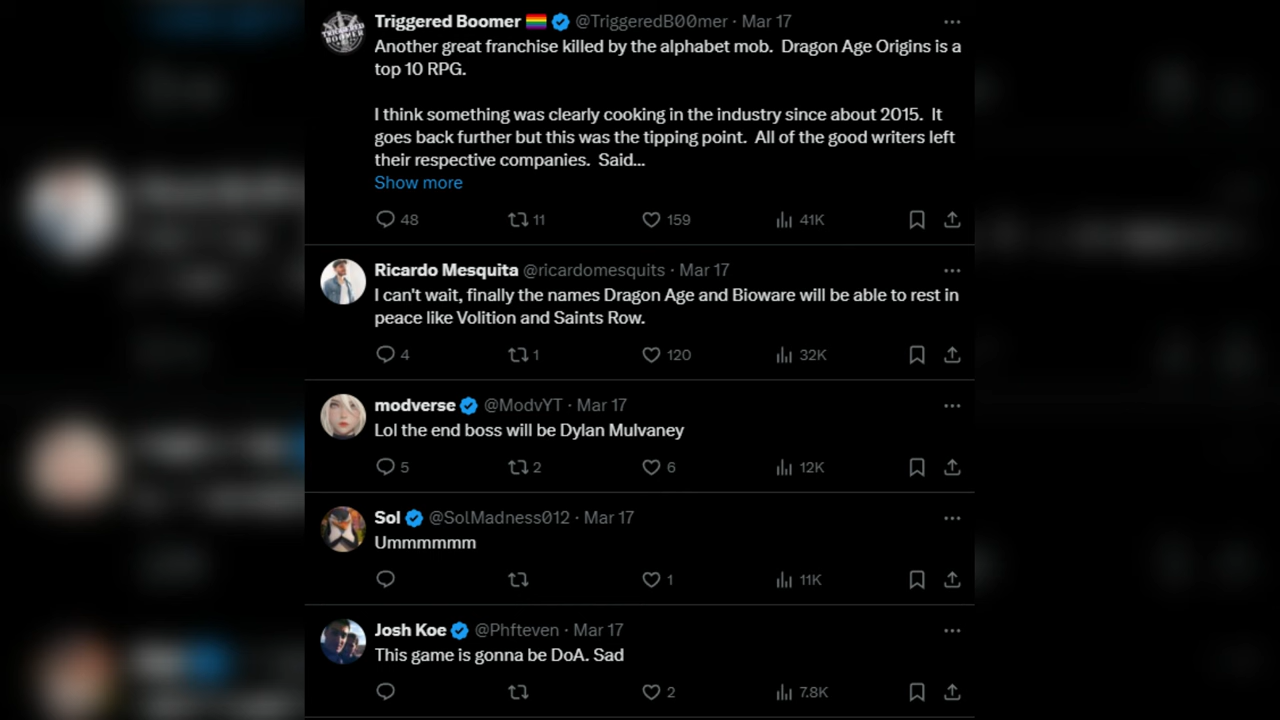 Triggered Boomer 🏳️‍🌈 @TriggeredB00mer · Mar 17
Another great franchise killed by the alphabet mob. Dragon Age Origins is a
top 10 RPG.
I think something was clearly cooking in the industry since about 2015. It
goes back further but this was the tipping point. All of the good writers left
their respective companies. Said...
Show more
48 11 159 41K
Ricardo Mesquita @ricardomesquits · Mar 17
I can't wait, finally the names Dragon Age and Bioware will be able to rest in
peace like Volition and Saints Row.
4 1 120 32K
modverse @ModvYT · Mar 17
Lol the end boss will be Dylan Mulvaney
5 2 6 12K
Sol @SolMadness012 · Mar 17
Ummmmmm
1 11K
Josh Koe @Phfteven · Mar 17
This game is gonna be DoA. Sad
2 7.8K